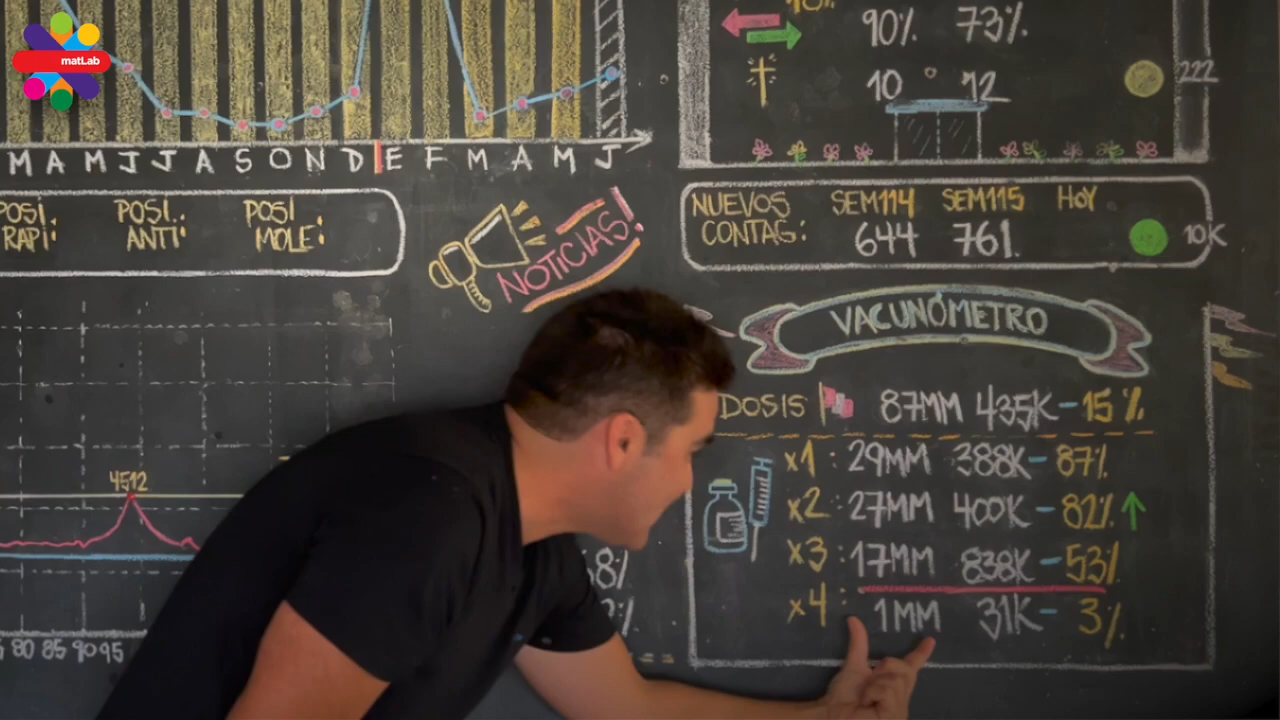 matLab
90% 73%
10 12
222
M A M J J A S O N D E F M A M J
POSI. RAPI:
POSI. ANTI:
POSI MOLE:
NOTICIAS!
NUEVOS CONTAG:
SEM114 SEM115 HOY
644 761
10K
VACUNÓMETRO
DOSIS 87MM 435K-15%
x1: 29MM 388K-87%
x2: 27MM 400K-82%
x3: 17MM 838K-53%
x4: 1MM 31K-3%
4512
80 85 90 95